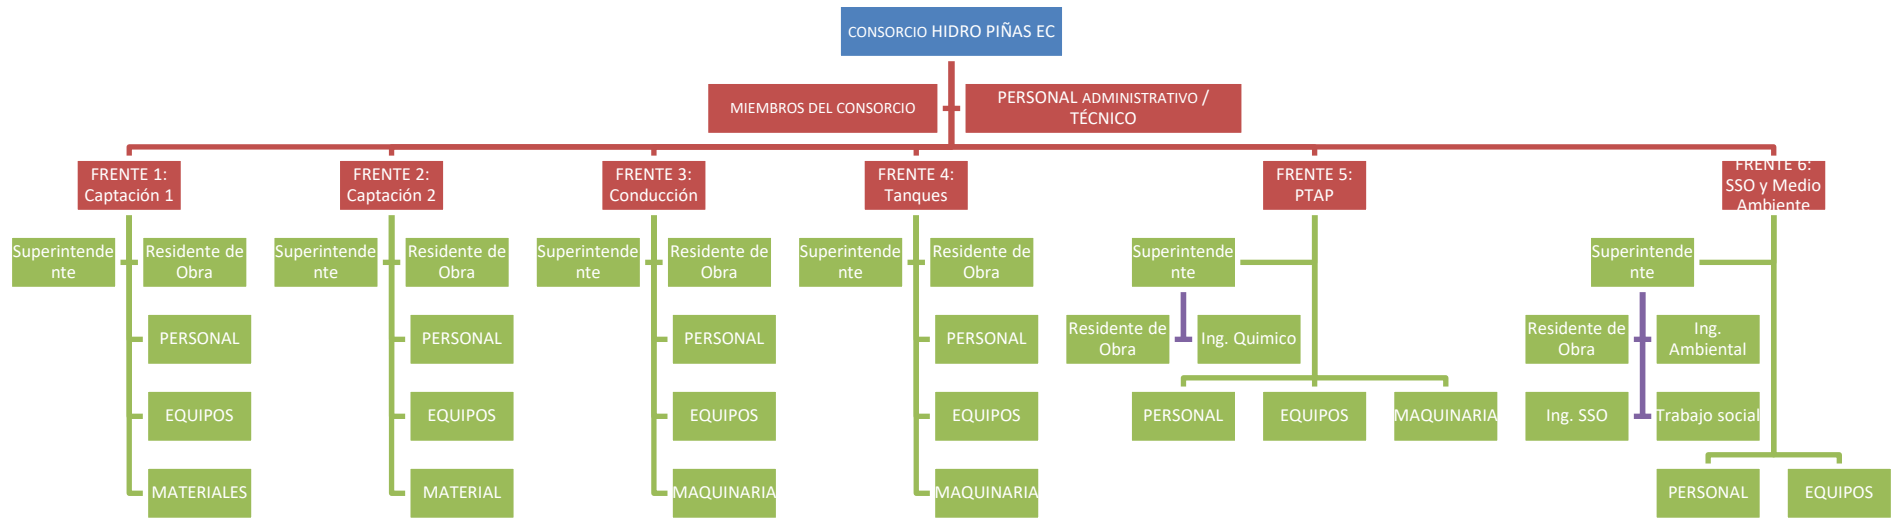 CONSORCIO HIDRO PIÑAS EC
MIEMBROS DEL CONSORCIO
PERSONAL ADMINISTRATIVO /
TÉCNICO
FRENTE 1:
Captación 1
FRENTE 2:
Captación 2
FRENTE 3:
Conducción
FRENTE 4:
Tanques
FRENTE 5:
PTAP
FRENTE 6:
SSO y Medio
Ambiente
Superintende
nte
Residente de
Obra
Superintende
nte
Residente de
Obra
Superintende
nte
Residente de
Obra
Superintende
nte
Residente de
Obra
Superintende
nte
Superintende
nte
PERSONAL
PERSONAL
PERSONAL
PERSONAL
Residente de
Obra
Ing. Quimico
Residente de
Obra
Ing.
Ambiental
EQUIPOS
EQUIPOS
EQUIPOS
EQUIPOS
PERSONAL
EQUIPOS
MAQUINARIA
Ing. SSO
Trabajo social
MATERIALES
MATERIAL
MAQUINARIA
MAQUINARIA
PERSONAL
EQUIPOS